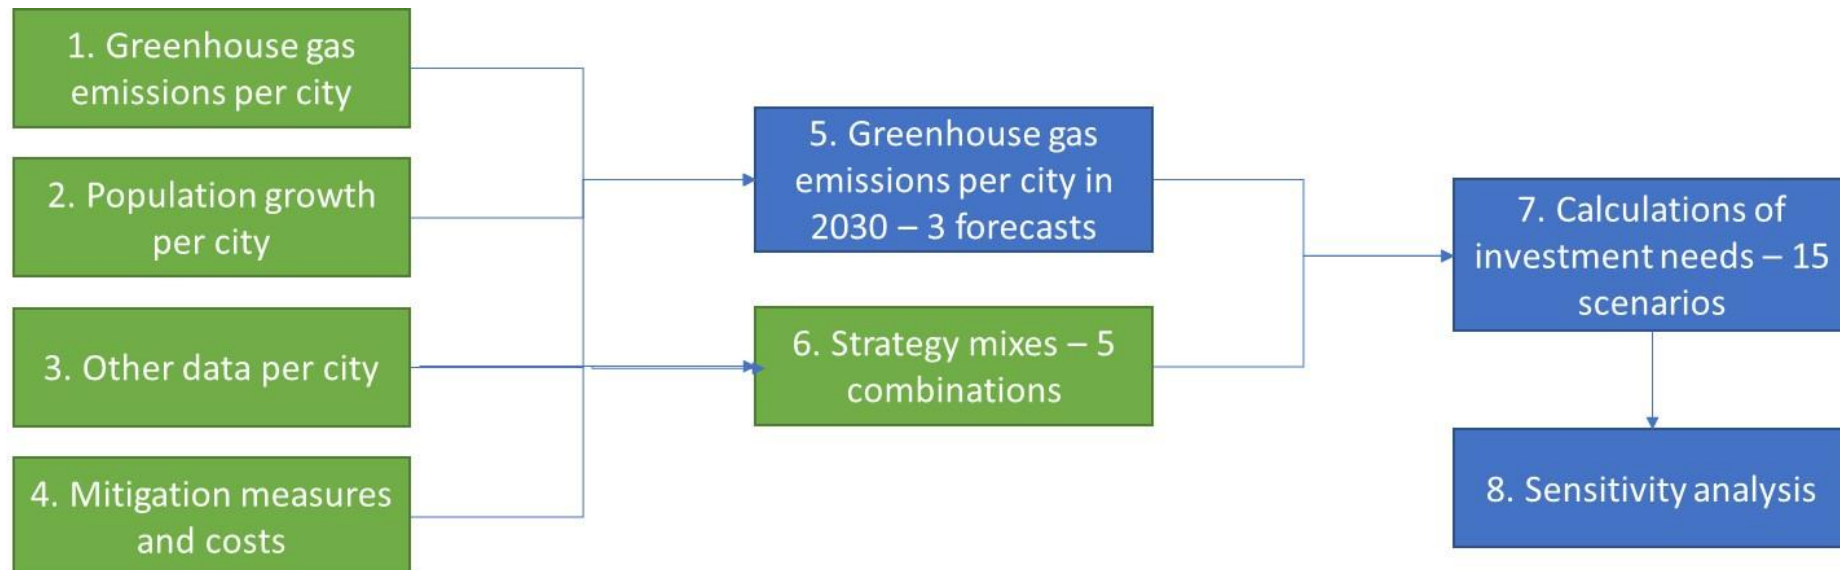 1. Greenhouse gas
emissions per city
2. Population growth
per city
3. Other data per city
4. Mitigation measures
and costs
5. Greenhouse gas
emissions per city in
2030 – 3 forecasts
6. Strategy mixes – 5
combinations
7. Calculations of
investment needs – 15
scenarios
8. Sensitivity analysis